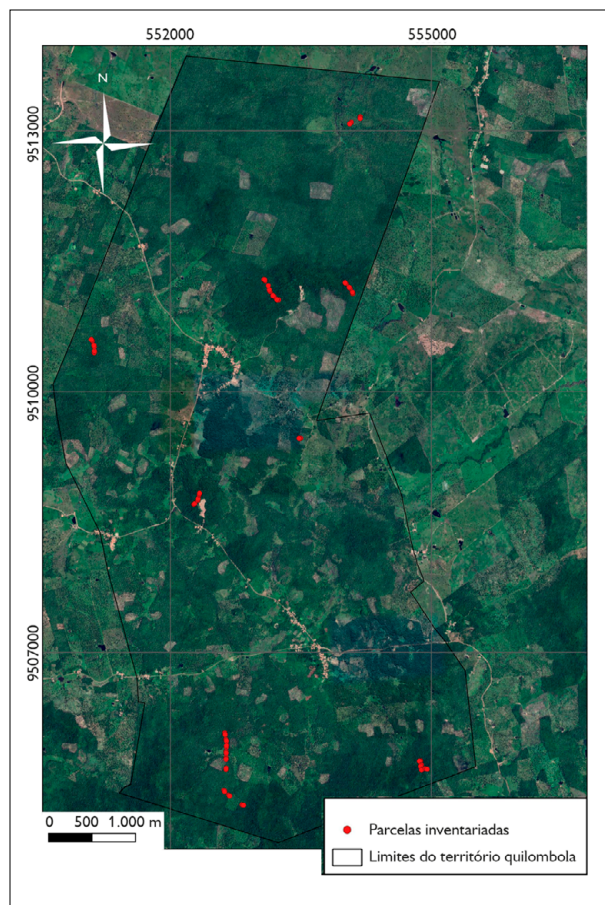 552000 555000
N
9513000
9510000
9507000
0 500 1.000 m
Parcelas inventariadas
Limites do território quilombola